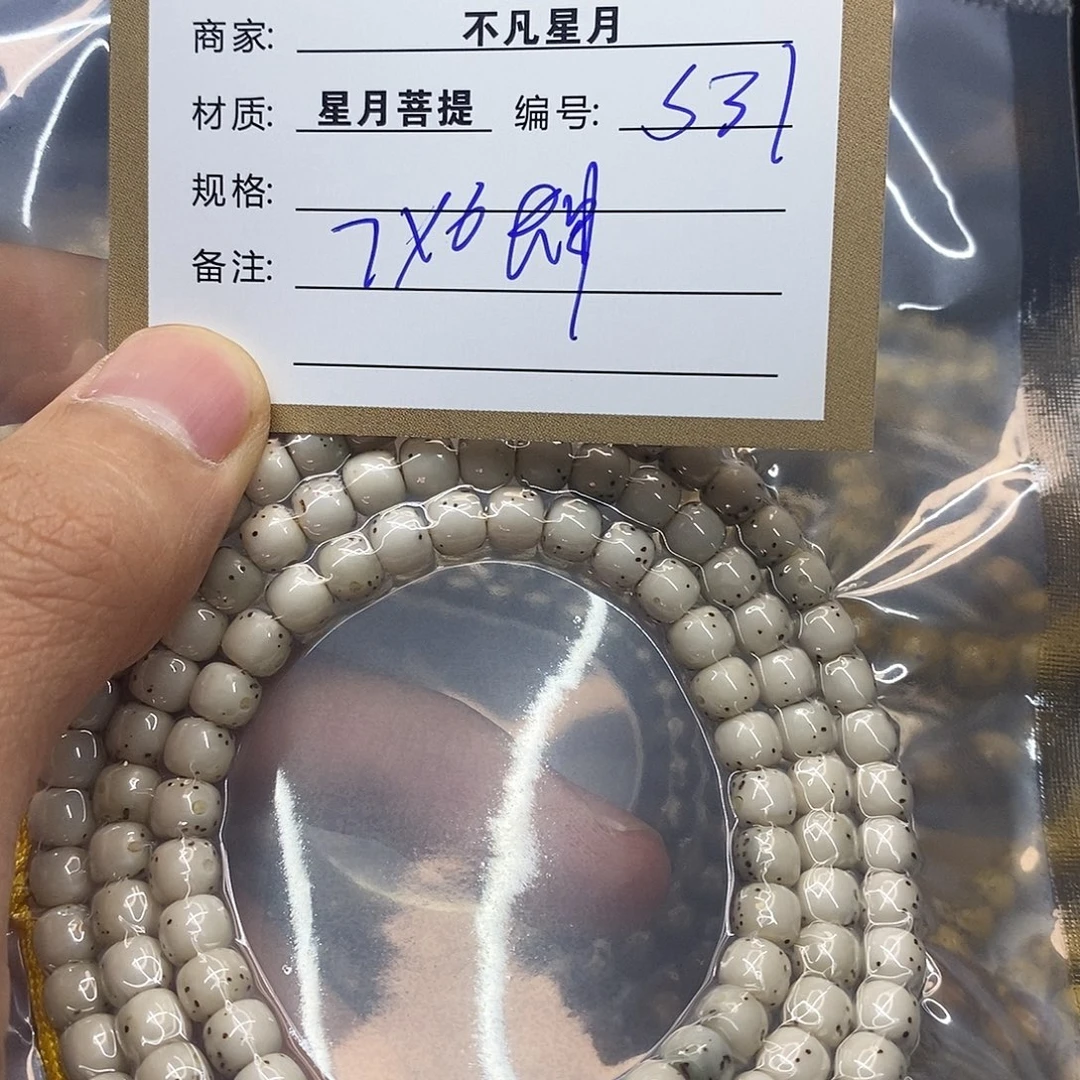 商家: 不凡星月
材质: 星月菩提 编号: 531
规格:
备注: 7X6